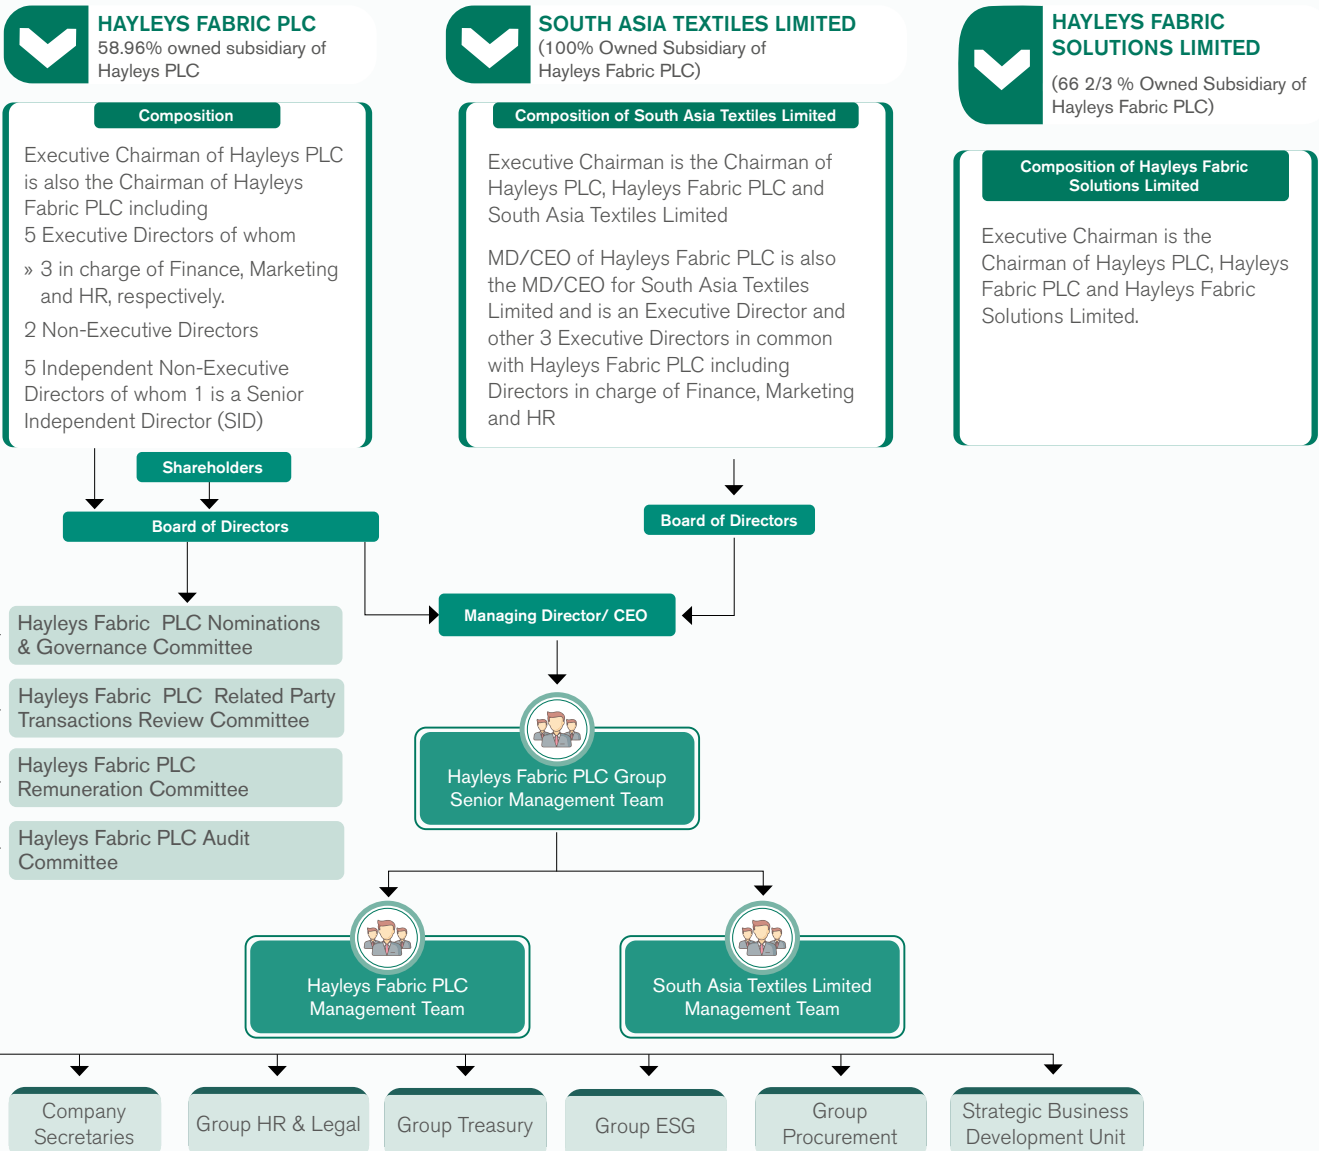 HAYLEYS FABRIC PLC
58.96% owned subsidiary of
Hayleys PLC
SOUTH ASIA TEXTILES LIMITED
(100% Owned Subsidiary of
Hayleys Fabric PLC)
HAYLEYS FABRIC
SOLUTIONS LIMITED
(66 2/3 % Owned Subsidiary of
Hayleys Fabric PLC)
Composition
Executive Chairman of Hayleys PLC
is also the Chairman of Hayleys
Fabric PLC including
5 Executive Directors of whom
» 3 in charge of Finance, Marketing
and HR, respectively.
2 Non-Executive Directors
5 Independent Non-Executive
Directors of whom 1 is a Senior
Independent Director (SID)
Composition of South Asia Textiles Limited
Executive Chairman is the Chairman of
Hayleys PLC, Hayleys Fabric PLC and
South Asia Textiles Limited
MD/CEO of Hayleys Fabric PLC is also
the MD/CEO for South Asia Textiles
Limited and is an Executive Director and
other 3 Executive Directors in common
with Hayleys Fabric PLC including
Directors in charge of Finance, Marketing
and HR
Composition of Hayleys Fabric
Solutions Limited
Executive Chairman is the
Chairman of Hayleys PLC, Hayleys
Fabric PLC and Hayleys Fabric
Solutions Limited.
Shareholders
Board of Directors
Board of Directors
Managing Director/ CEO
Hayleys Fabric PLC Nominations
& Governance Committee
Hayleys Fabric PLC Related Party
Transactions Review Committee
Hayleys Fabric PLC
Remuneration Committee
Hayleys Fabric PLC Audit
Committee
Hayleys Fabric PLC Group
Senior Management Team
Hayleys Fabric PLC
Management Team
South Asia Textiles Limited
Management Team
Company
Secretaries
Group HR & Legal
Group Treasury
Group ESG
Group
Procurement
Strategic Business
Development Unit